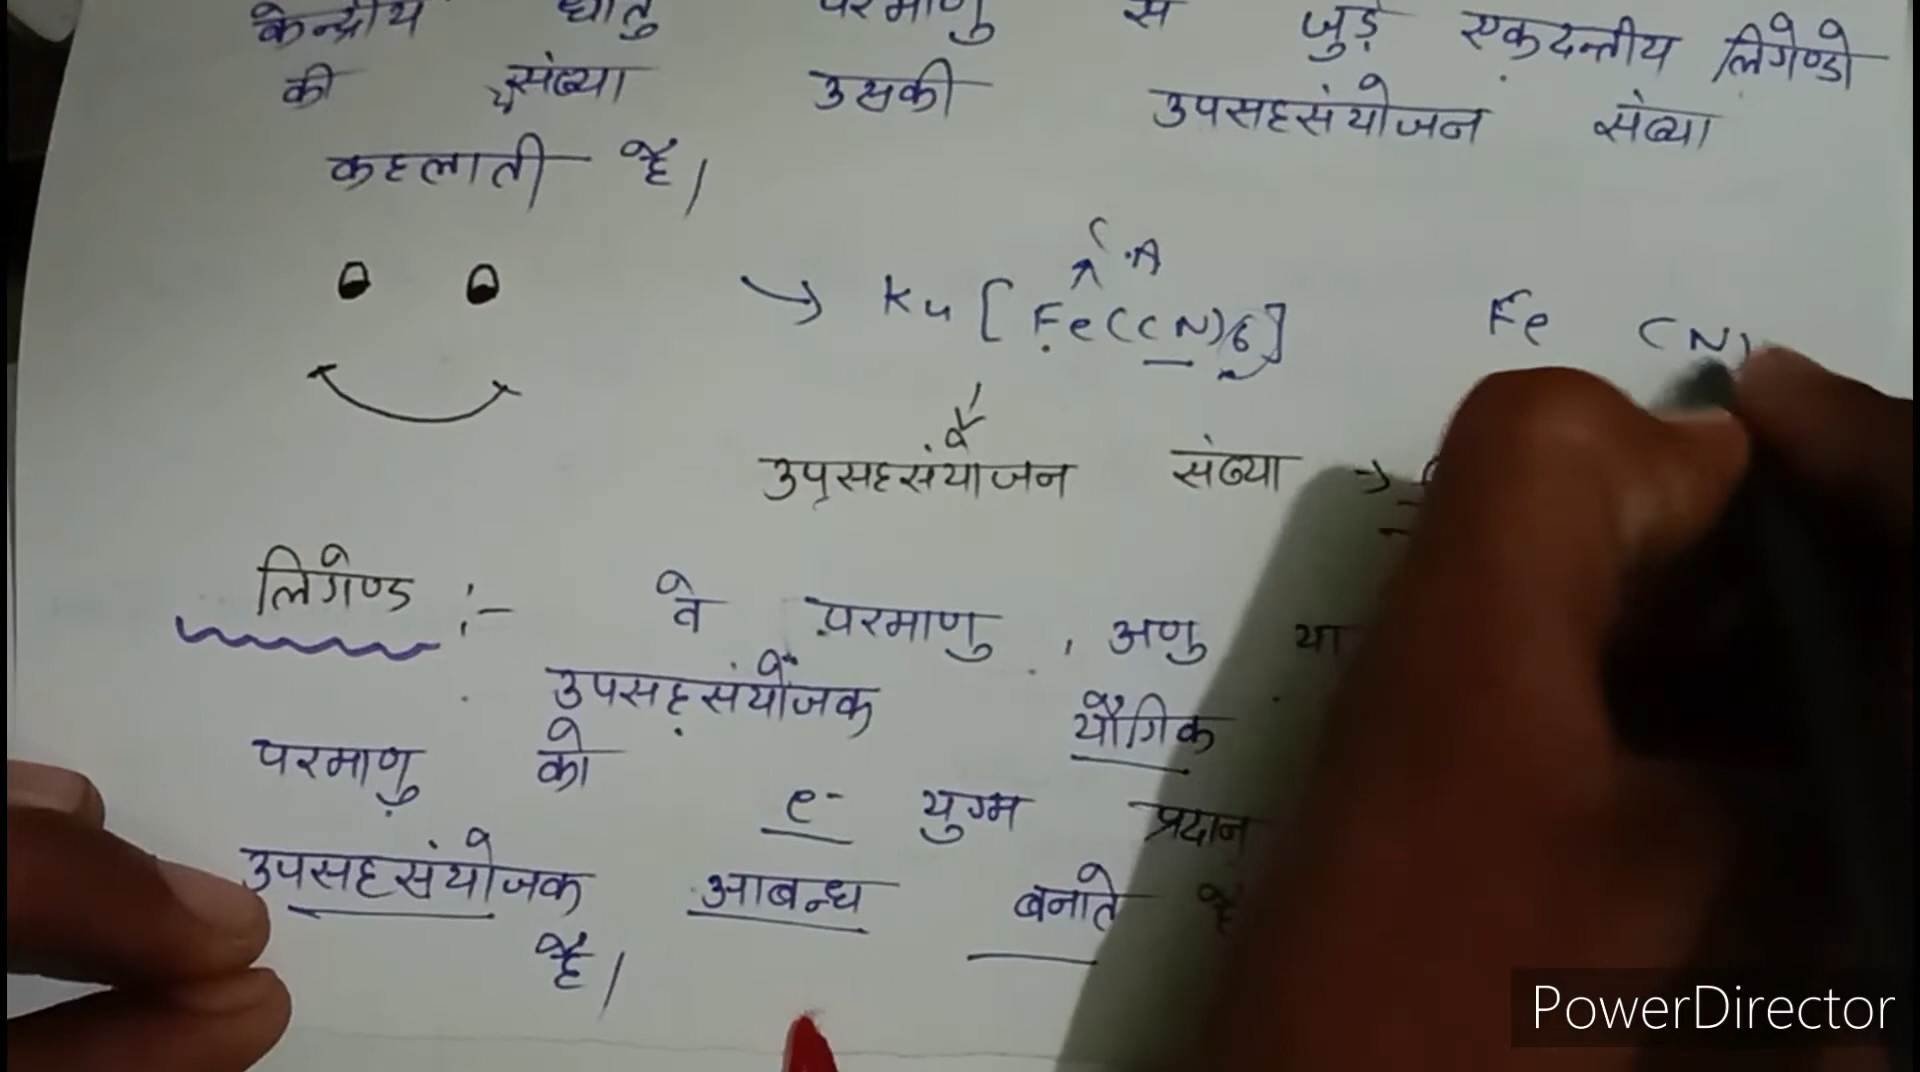 केन्द्रीय धातु परमाणु से जुड़े एकदन्तीय लिगेण्डो
की संख्या उसकी उपसहसंयोजन संख्या
कहलाती है।
C.A
→ K4 [Fe(CN)6] Fe (CN)
उपसहसंयोजन संख्या →
लिगेण्ड :- वे परमाणु, अणु या
उपसहसंयोजक यौगिक
परमाणु को e- युग्म प्रदान
उपसहसंयोजक आबन्ध बनाते है
है।
PowerDirector